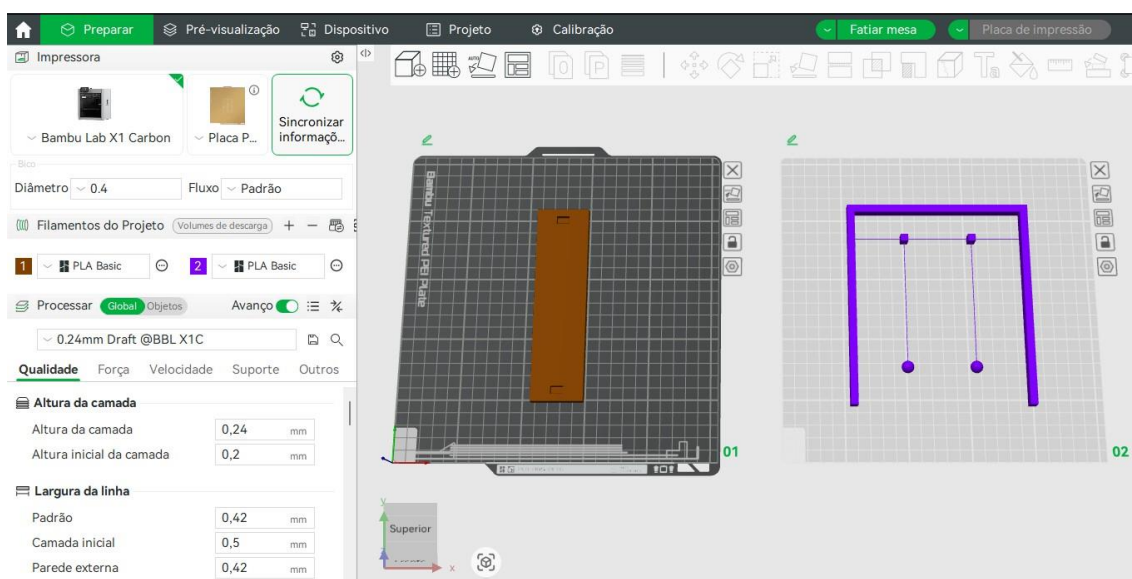 Preparar Pré-visualização Dispositivo Projeto Calibração Fatiar mesa Placa de impressão
Impressora
Bambu Lab X1 Carbon Placa P... Sincronizar informaçõ...
Bico
Diâmetro 0.4 Fluxo Padrão
Filamentos do Projeto Volumes de descarga
1 PLA Basic 2 PLA Basic
Processar Global Objetos Avanço
0.24mm Draft @BBL X1C
Qualidade Força Velocidade Suporte Outros
Altura da camada
Altura da camada 0,24 mm
Altura inicial da camada 0,2 mm
Largura da linha
Padrão 0,42 mm
Camada inicial 0,5 mm
Parede externa 0,42 mm
AUTO
Bambu Textured PEI Plate
01
02
y
Superior
x